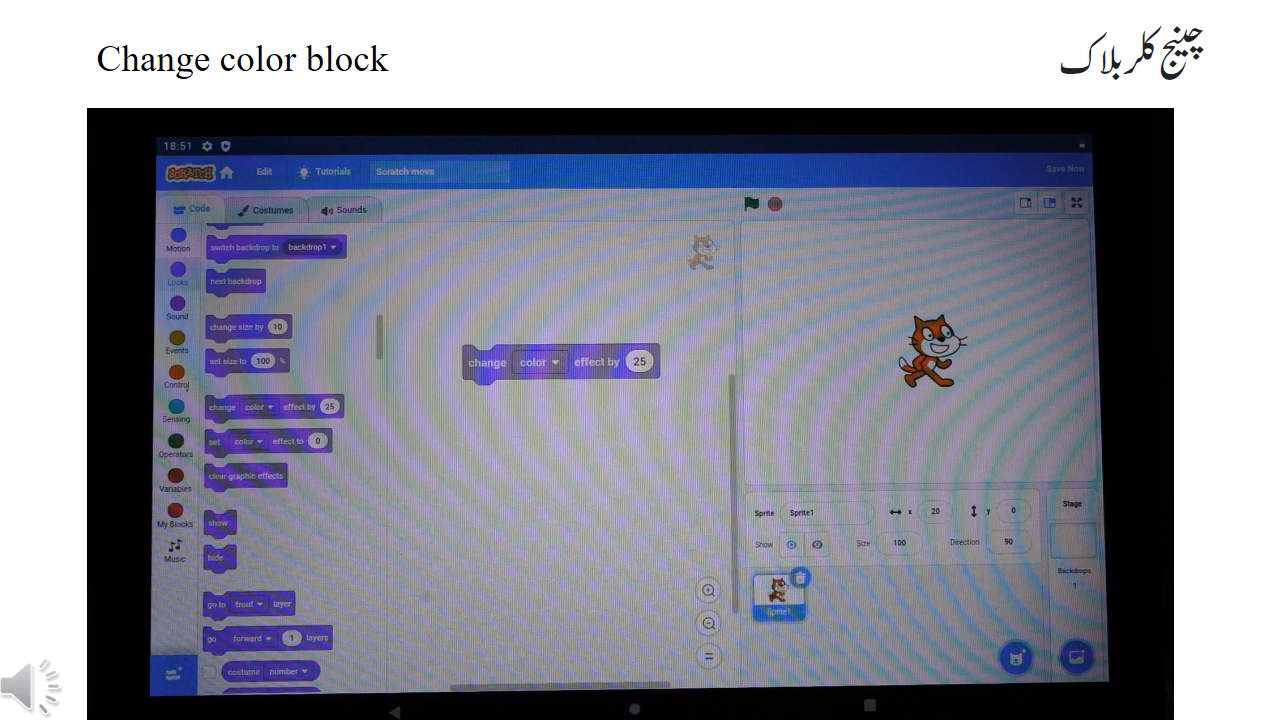 Change color block
چینج کلر بلاک
18:51
SCRATCH
Edit
Tutorials
Scratch move
Save Now
Code
Costumes
Sounds
Motion
Looks
Sound
Events
Control
Sensing
Operators
Variables
My Blocks
Music
switch backdrop to backdrop1
next backdrop
change size by 10
set size to 100 %
change color effect by 25
set color effect to 0
clear graphic effects
show
hide
go to front layer
go forward 1 layers
costume number
change color effect by 25
Sprite Sprite1 x 20 y 0
Show Size 100 Direction 90
Sprite1
Stage
Backdrops
1